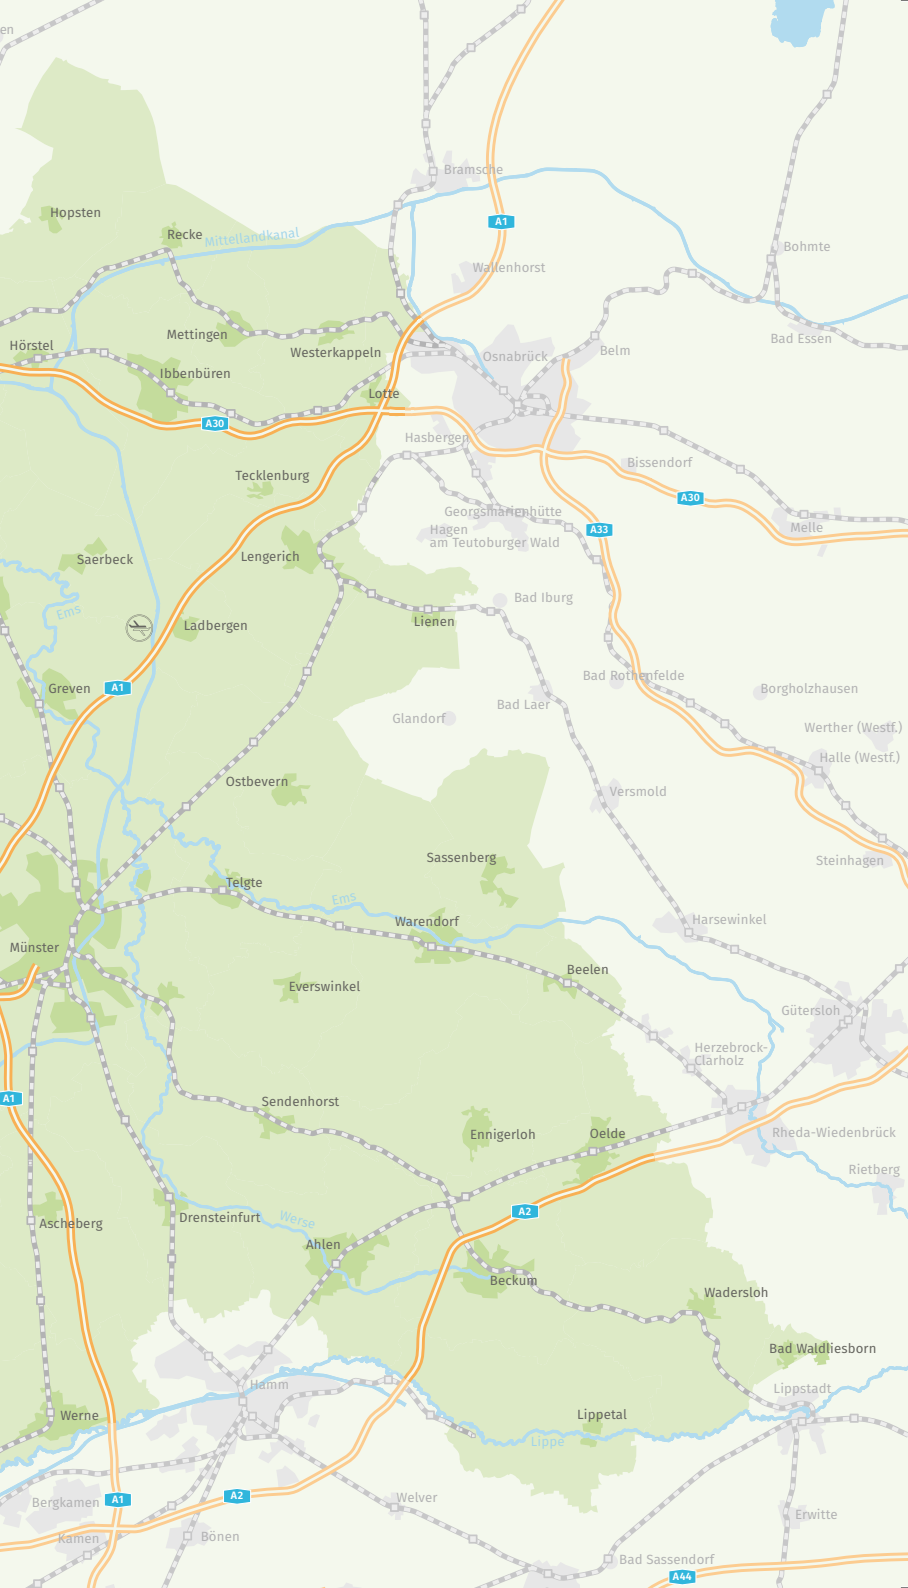 en
Bramsche
Hopsten
A1
Recke
Mittellandkanal
Bohmte
Wallenhorst
Mettingen
Bad Essen
Hörstel
Westerkappeln
Osnabrück
Belm
Ibbenbüren
Lotte
A30
Hasbergen
Bissendorf
Tecklenburg
A30
Georgsmarienhütte
Melle
Hagen
am Teutoburger Wald
A33
Saerbeck
Lengerich
Bad Iburg
Ems
Ladbergen
Lienen
Bad Rothenfelde
Greven
A1
Borgholzhausen
Bad Laer
Glandorf
Werther (Westf.)
Halle (Westf.)
Ostbevern
Versmold
Sassenberg
Steinhagen
Telgte
Ems
Warendorf
Harsewinkel
Münster
Beelen
Everswinkel
Gütersloh
Herzebrock-
Clarholz
A1
Sendenhorst
Ennigerloh
Oelde
Rheda-Wiedenbrück
Rietberg
A2
Ascheberg
Drensteinfurt
Werse
Ahlen
Beckum
Wadersloh
Bad Waldliesborn
Hamm
Lippstadt
Werne
Lippetal
Lippe
A2
Welver
Bergkamen
A1
Erwitte
Kamen
Bönen
Bad Sassendorf
A44